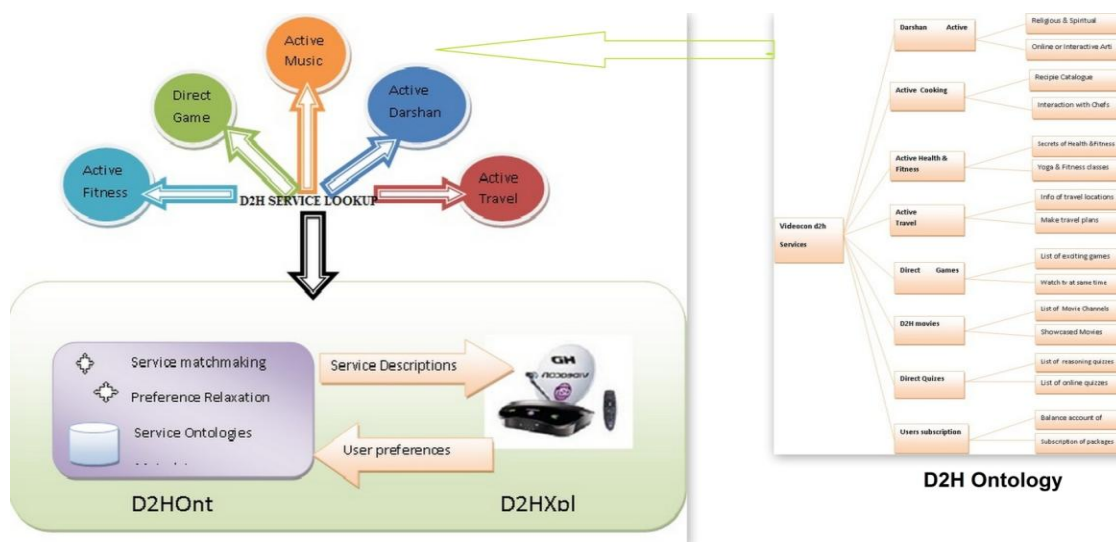 Active
Music
Direct
Game
Active
Darshan
Active
Fitness
Active
Travel
D2H SERVICE LOOKUP
Service matchmaking
Preference Relaxation
Service Ontologies
Service Descriptions
User preferences
HD
VIDEOCON
D2HOnt
D2HXpl
Videocon d2h
Services
Darshan Active
Religious & Spiritual
Online or Interactive Arti
Active Cooking
Recipie Catalogue
Interaction with Chefs
Active Health &
Fitness
Secrets of Health &Fitness
Yoga & Fitness classes
Active
Travel
Info of travel locations
Make travel plans
Direct Games
List of exciting games
Watch tv at same time
D2H movies
List of Movie Channels
Showcased Movies
Direct Quizes
List of reasoning quizzes
List of online quizzes
Users subscription
Balance account of
Subscription of packages
D2H Ontology